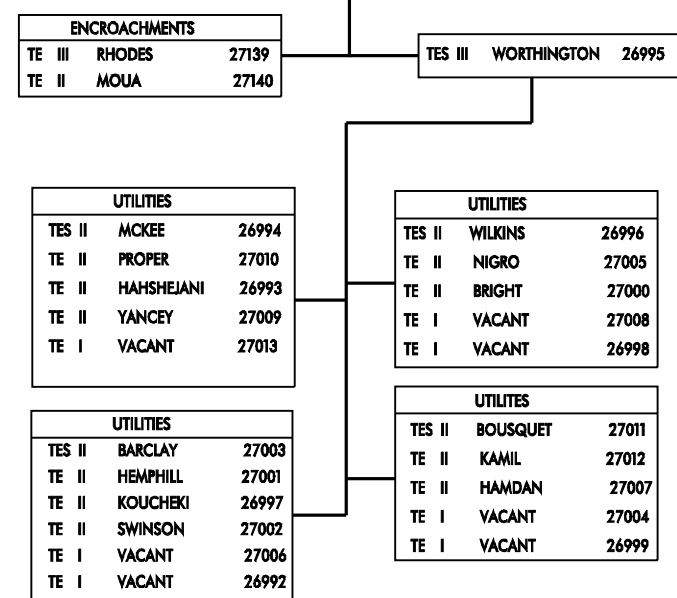 ENCROACHMENTS
TE III RHODES 27139
TE II MOUA 27140
TES III WORTHINGTON 26995
UTILITIES
TES II MCKEE 26994
TE II PROPER 27010
TE II HAHSHEJANI 26993
TE II YANCEY 27009
TE I VACANT 27013
UTILITIES
TES II WILKINS 26996
TE II NIGRO 27005
TE II BRIGHT 27000
TE I VACANT 27008
TE I VACANT 26998
UTILITIES
TES II BARCLAY 27003
TE II HEMPHILL 27001
TE II KOUCHEKI 26997
TE II SWINSON 27002
TE I VACANT 27006
TE I VACANT 26992
UTILITES
TES II BOUSQUET 27011
TE II KAMIL 27012
TE II HAMDAN 27007
TE I VACANT 27004
TE I VACANT 26999